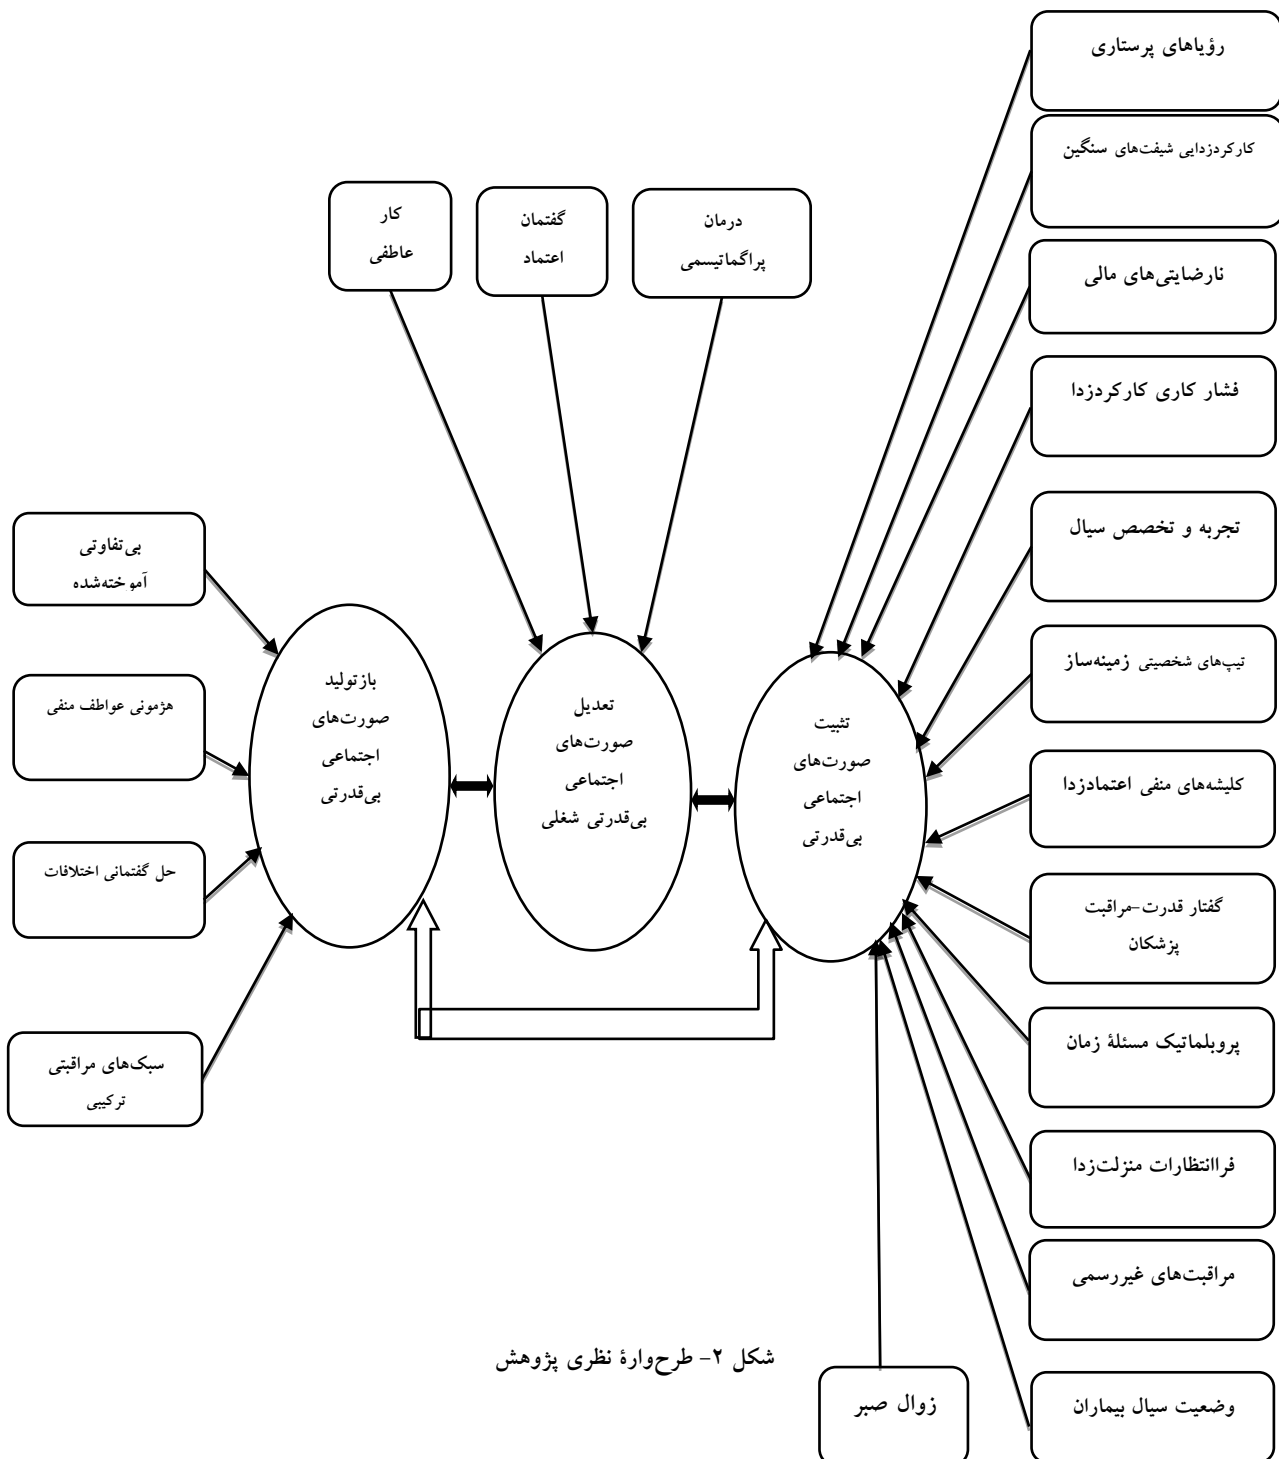 رؤیاهای پرستاری
کارکردزدایی شیفت‌های سنگین
نارضایتی‌های مالی
فشار کاری کارکردزدا
تجربه و تخصص سیال
تیپ‌های شخصیتی زمینه‌ساز
کلیشه‌های منفی اعتمادزدا
گفتار قدرت-مراقبت
پزشکان
پروبلماتیک مسئلهٔ زمان
فراانتظارات منزلت‌زدا
مراقبت‌های غیررسمی
وضعیت سیال بیماران
زوال صبر
درمان
پراگماتیسمی
گفتمان
اعتماد
کار
عاطفی
تثبیت
صورت‌های
اجتماعی
بی‌قدرتی
تعدیل
صورت‌های
اجتماعی
بی‌قدرتی شغلی
بازتولید
صورت‌های
اجتماعی
بی‌قدرتی
بی‌تفاوتی
آموخته‌شده
هژمونی عواطف منفی
حل گفتمانی اختلافات
سبک‌های مراقبتی
ترکیبی
شکل ۲- طرح‌وارهٔ نظری پژوهش